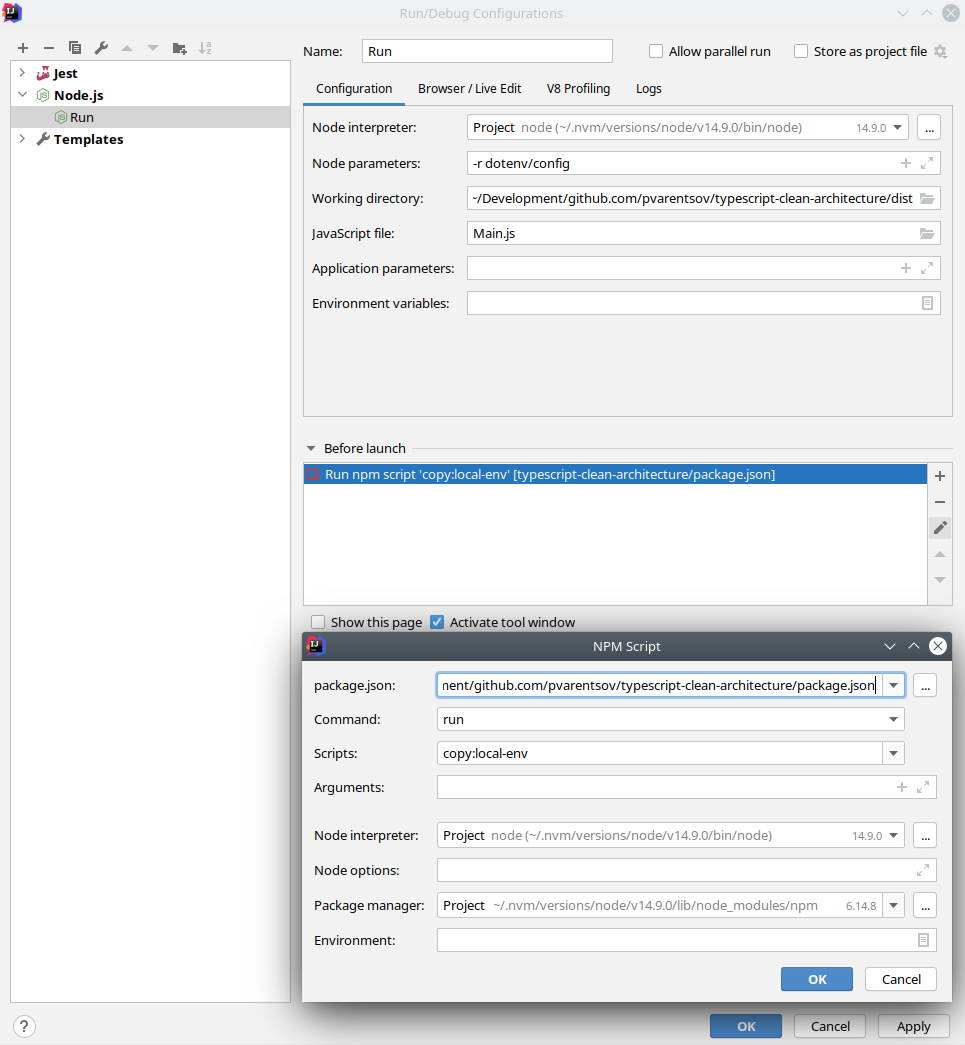 Run/Debug Configurations
Jest
Node.js
Run
Templates
Name:
Run
Allow parallel run
Store as project file
Configuration
Browser / Live Edit
V8 Profiling
Logs
Node interpreter:
Project node (~/.nvm/versions/node/v14.9.0/bin/node) 14.9.0
...
Node parameters:
-r dotenv/config
Working directory:
~/Development/github.com/pvarentsov/typescript-clean-architecture/dist
JavaScript file:
Main.js
Application parameters:
Environment variables:
Before launch
Run npm script 'copy:local-env' [typescript-clean-architecture/package.json]
Show this page
Activate tool window
NPM Script
package.json:
nent/github.com/pvarentsov/typescript-clean-architecture/package.json
...
Command:
run
Scripts:
copy:local-env
Arguments:
Node interpreter:
Project node (~/.nvm/versions/node/v14.9.0/bin/node) 14.9.0
...
Node options:
Package manager:
Project ~/.nvm/versions/node/v14.9.0/lib/node_modules/npm 6.14.8
...
Environment:
OK
Cancel
?
OK
Cancel
Apply